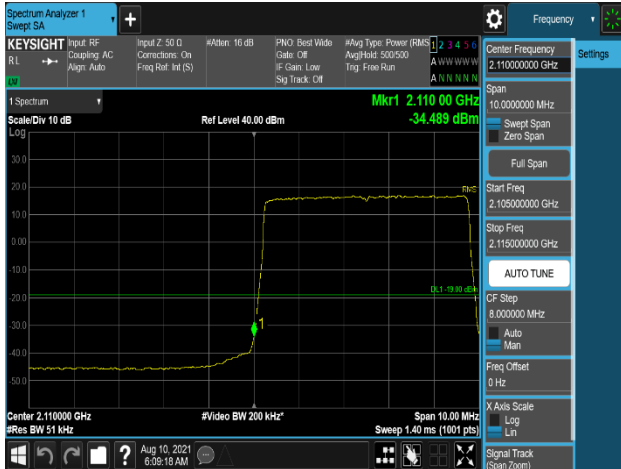 Spectrum Analyzer 1
Swept SA
+
Frequency
KEYSIGHT
RL
LV
Input: RF
Coupling: AC
Align: Auto
Input Z: 50 Ω
Corrections: On
Freq Ref: Int (S)
#Atten: 16 dB
PNO: Best Wide
Gate: Off
IF Gain: Low
Sig Track: Off
#Avg Type: Power (RMS
Avg|Hold: 500/500
Trig: Free Run
1 2 3 4 5 6
A W W W W W
A N N N N N
1 Spectrum
Scale/Div 10 dB
Log
Ref Level 40.00 dBm
Mkr1 2.110 00 GHz
-34.489 dBm
30.0
20.0
10.0
0.00
-10.0
-20.0
-30.0
-40.0
-50.0
RMS
DL1 -19.00 dBm
1
Center 2.110000 GHz
#Res BW 51 kHz
#Video BW 200 kHz*
Span 10.00 MHz
Sweep 1.40 ms (1001 pts)
?
Aug 10, 2021
6:09:18 AM
Center Frequency
2.110000000 GHz
Settings
Span
10.0000000 MHz
Swept Span
Zero Span
Full Span
Start Freq
2.105000000 GHz
Stop Freq
2.115000000 GHz
AUTO TUNE
CF Step
8.000000 MHz
Auto
Man
Freq Offset
0 Hz
X Axis Scale
Log
Lin
Signal Track
(Span Zoom)